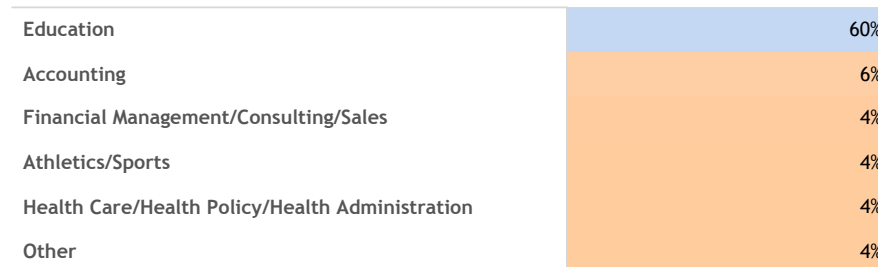 Education 60%
Accounting 6%
Financial Management/Consulting/Sales 4%
Athletics/Sports 4%
Health Care/Health Policy/Health Administration 4%
Other 4%